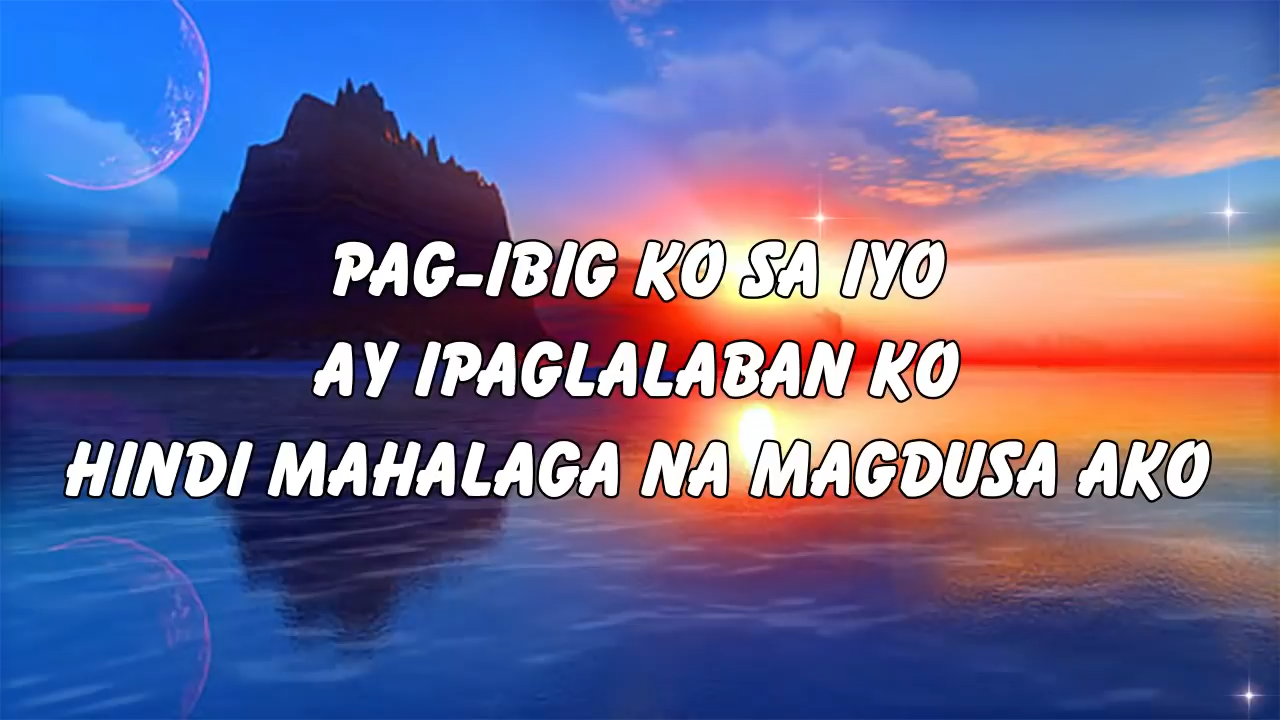 PAG-IBIG KO SA IYO
AY IPAGLALABAN KO
HINDI MAHALAGA NA MAGDUSA AKO